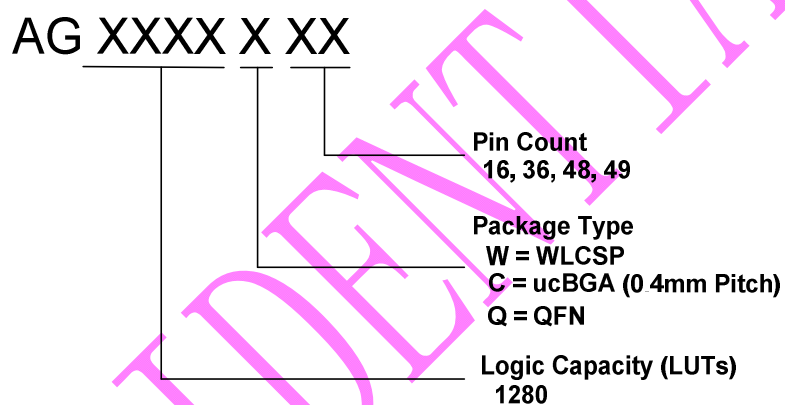 AG XXXX X XX
Pin Count
16, 36, 48, 49
Package Type
W = WLCSP
C = ucBGA (0.4mm Pitch)
Q = QFN
Logic Capacity (LUTs)
1280
IDENTIA